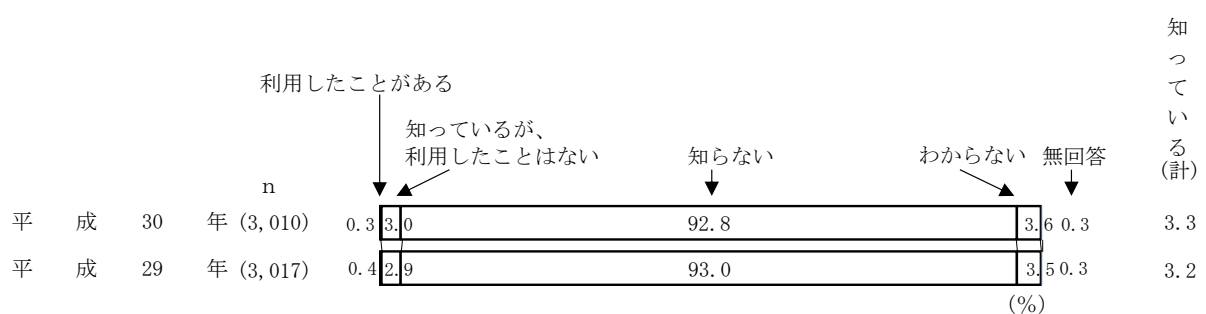 知っている(計)
利用したことがある
知っているが、
利用したことはない
知らない
わからない
無回答
n
平成30年(3,010) 0.3 3.0 92.8 3.6 0.3 3.3
平成29年(3,017) 0.4 2.9 93.0 3.5 0.3 3.2
(%)